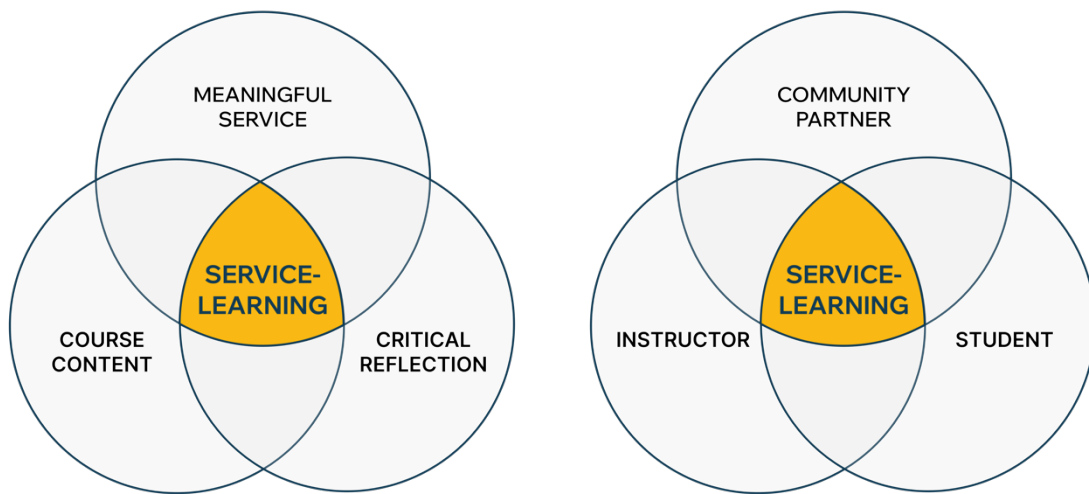 MEANINGFUL
SERVICE
SERVICE-
LEARNING
COURSE
CONTENT
CRITICAL
REFLECTION
COMMUNITY
PARTNER
SERVICE-
LEARNING
INSTRUCTOR
STUDENT